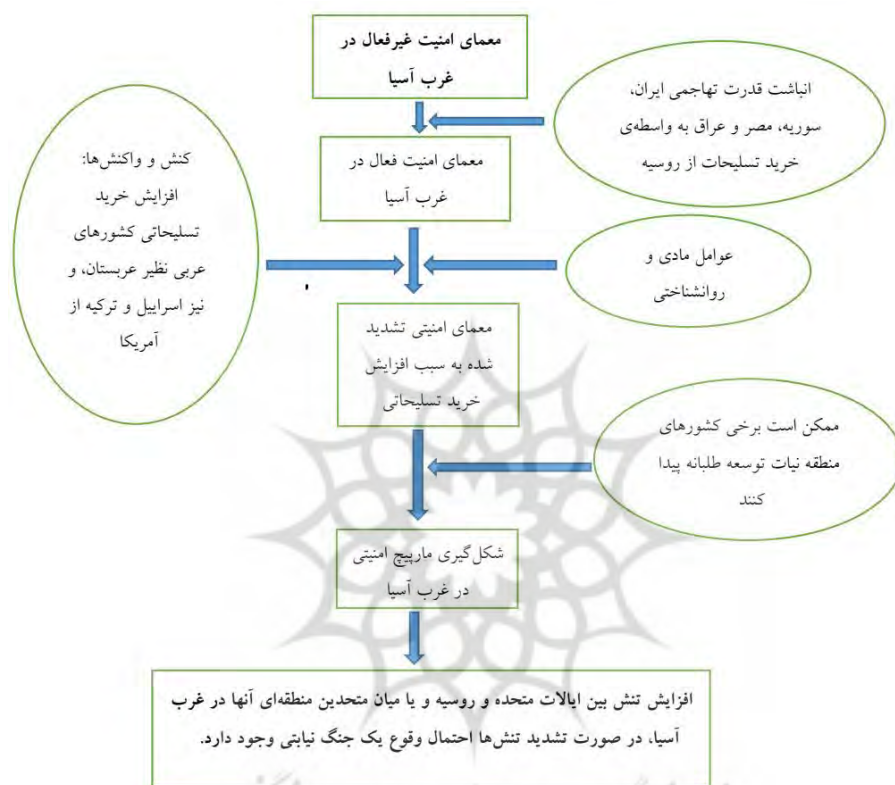 معمای امنیت غیرفعال در
غرب آسیا
انباشت قدرت تهاجمی ایران،
سوریه، مصر و عراق به واسطه‌ی
خرید تسلیحات از روسیه
معمای امنیت فعال در
غرب آسیا
کنش و واکنش‌ها:
افزایش خرید
تسلیحاتی کشورهای
عربی نظیر عربستان، و
نیز اسراییل و ترکیه از
آمریکا
عوامل مادی و
روانشناختی
معمای امنیتی تشدید
شده به سبب افزایش
خرید تسلیحاتی
ممکن است برخی کشورهای
منطقه نیات توسعه طلبانه پیدا
کنند
شکل‌گیری مارپیچ امنیتی
در غرب آسیا
افزایش تنش بین ایالات متحده و روسیه و یا میان متحدین منطقه‌ای آنها در غرب
آسیا، در صورت تشدید تنش‌ها احتمال وقوع یک جنگ نیابتی وجود دارد.